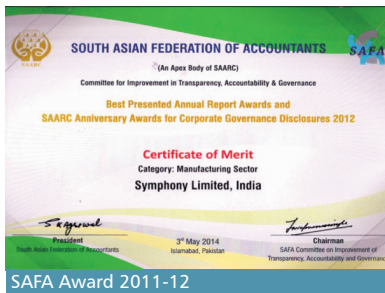 SOUTH ASIAN FEDERATION OF ACCOUNTANTS
SAARC
SAFA
(An Apex Body of SAARC)
Committee for Improvement in Transparency, Accountability & Governance
Best Presented Annual Report Awards and
SAARC Anniversary Awards for Corporate Governance Disclosures 2012
Certificate of Merit
Category: Manufacturing Sector
Symphony Limited, India
President
South Asian Federation of Accountants
3rd May 2014
Islamabad, Pakistan
Chairman
SAFA Committee on Improvement of
Transparency, Accountability and Governance
SAFA Award 2011-12